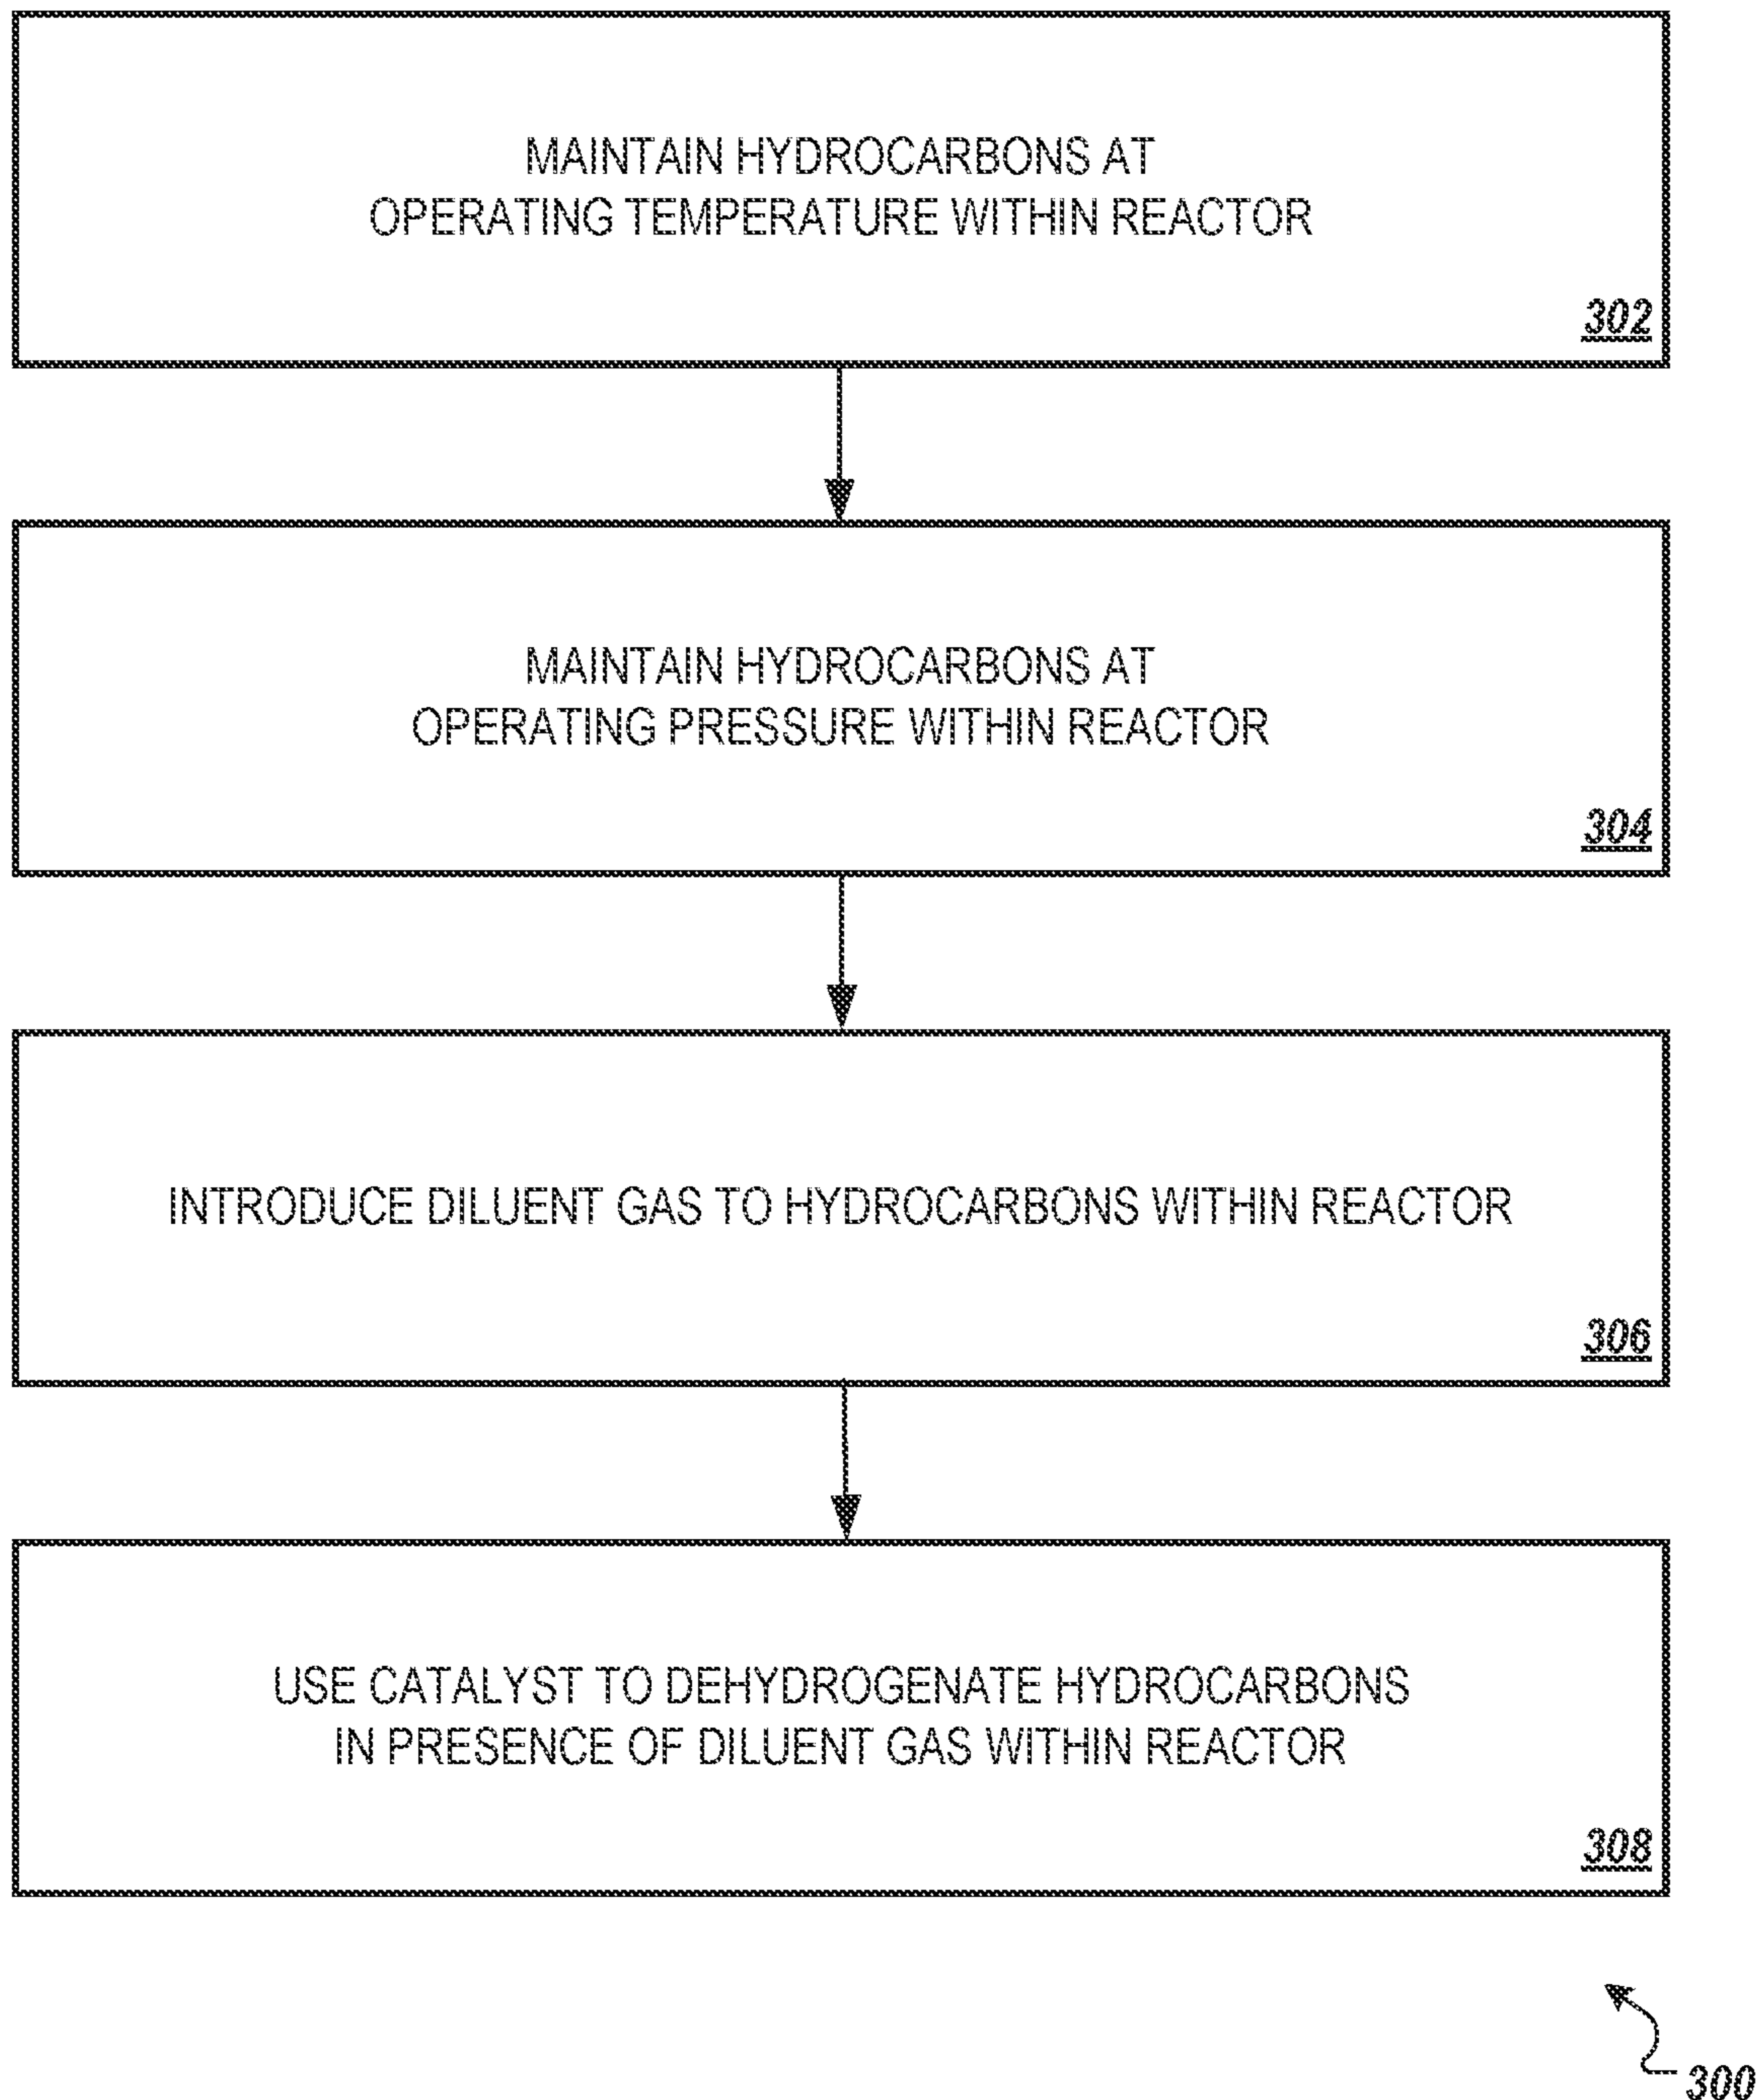 MAINTAIN HYDROCARBONS AT
OPERATING TEMPERATURE WITHIN REACTOR
302
MAINTAIN HYDROCARBONS AT
OPERATING PRESSURE WITHIN REACTOR
304
INTRODUCE DILUENT GAS TO HYDROCARBONS WITHIN REACTOR
306
USE CATALYST TO DEHYDROGENATE HYDROCARBONS
IN PRESENCE OF DILUENT GAS WITHIN REACTOR
308
300